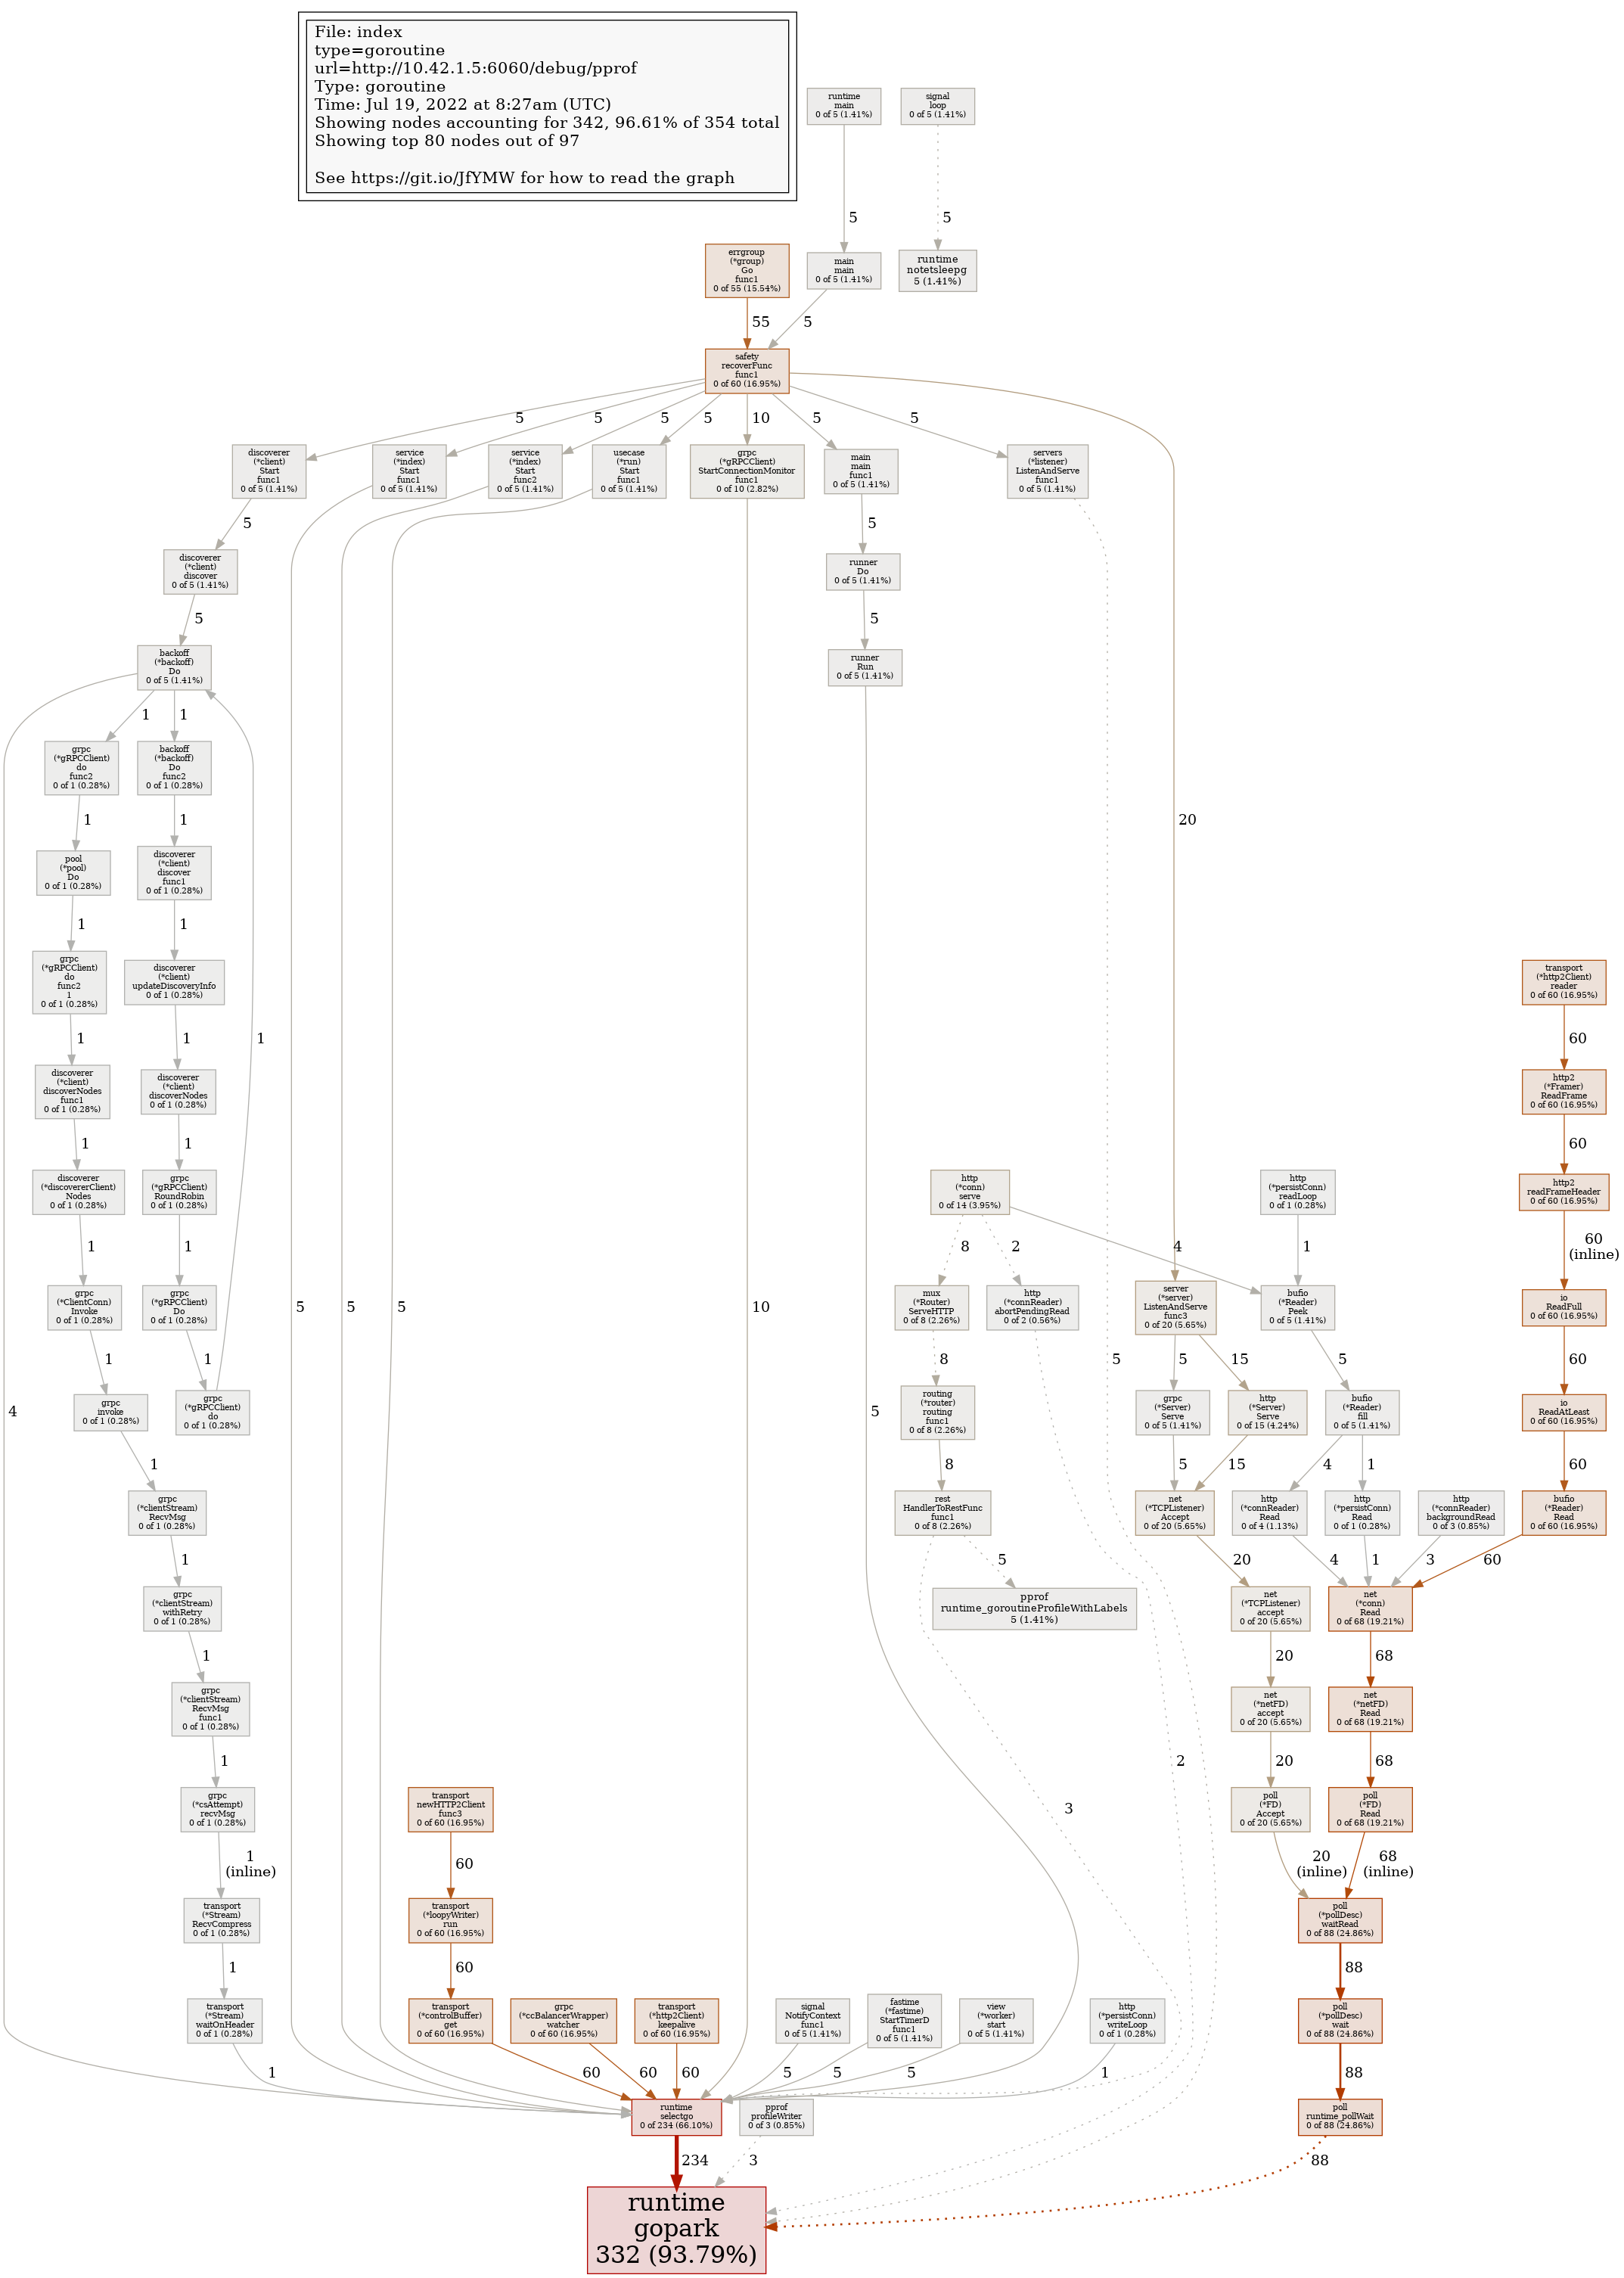 File: index
type=goroutine
url=http://10.42.1.5:6060/debug/pprof
Type: goroutine
Time: Jul 19, 2022 at 8:27am (UTC)
Showing nodes accounting for 342, 96.61% of 354 total
Showing top 80 nodes out of 97
See https://git.io/JfYMW for how to read the graph
runtime
main
0 of 5 (1.41%)
signal
loop
0 of 5 (1.41%)
5
5
errgroup
(*group)
Go
func1
0 of 55 (15.54%)
main
main
0 of 5 (1.41%)
runtime
notetsleepg
5 (1.41%)
55
5
safety
recoverFunc
func1
0 of 60 (16.95%)
5
5
5
5
10
5
5
20
discoverer
(*client)
Start
func1
0 of 5 (1.41%)
service
(*index)
Start
func1
0 of 5 (1.41%)
service
(*index)
Start
func2
0 of 5 (1.41%)
usecase
(*run)
Start
func1
0 of 5 (1.41%)
grpc
(*gRPCClient)
StartConnectionMonitor
func1
0 of 10 (2.82%)
main
main
func1
0 of 5 (1.41%)
servers
(*listener)
ListenAndServe
func1
0 of 5 (1.41%)
5
5
discoverer
(*client)
discover
0 of 5 (1.41%)
runner
Do
0 of 5 (1.41%)
5
5
backoff
(*backoff)
Do
0 of 5 (1.41%)
runner
Run
0 of 5 (1.41%)
1
1
grpc
(*gRPCClient)
do
func2
0 of 1 (0.28%)
backoff
(*backoff)
Do
func2
0 of 1 (0.28%)
1
1
pool
(*pool)
Do
0 of 1 (0.28%)
discoverer
(*client)
discover
func1
0 of 1 (0.28%)
1
1
grpc
(*gRPCClient)
do
func2
1
0 of 1 (0.28%)
discoverer
(*client)
updateDiscoveryInfo
0 of 1 (0.28%)
transport
(*http2Client)
reader
0 of 60 (16.95%)
1
1
1
60
discoverer
(*client)
discoverNodes
func1
0 of 1 (0.28%)
discoverer
(*client)
discoverNodes
0 of 1 (0.28%)
http2
(*Framer)
ReadFrame
0 of 60 (16.95%)
1
1
60
discoverer
(*discovererClient)
Nodes
0 of 1 (0.28%)
grpc
(*gRPCClient)
RoundRobin
0 of 1 (0.28%)
http
(*conn)
serve
0 of 14 (3.95%)
http
(*persistConn)
readLoop
0 of 1 (0.28%)
http2
readFrameHeader
0 of 60 (16.95%)
1
1
8
2
4
1
60
(inline)
grpc
(*ClientConn)
Invoke
0 of 1 (0.28%)
grpc
(*gRPCClient)
Do
0 of 1 (0.28%)
5
5
5
10
mux
(*Router)
ServeHTTP
0 of 8 (2.26%)
http
(*connReader)
abortPendingRead
0 of 2 (0.56%)
server
(*server)
ListenAndServe
func3
0 of 20 (5.65%)
bufio
(*Reader)
Peek
0 of 5 (1.41%)
io
ReadFull
0 of 60 (16.95%)
1
1
8
5
5
15
5
60
4
grpc
invoke
0 of 1 (0.28%)
grpc
(*gRPCClient)
do
0 of 1 (0.28%)
5
routing
(*router)
routing
func1
0 of 8 (2.26%)
grpc
(*Server)
Serve
0 of 5 (1.41%)
http
(*Server)
Serve
0 of 15 (4.24%)
bufio
(*Reader)
fill
0 of 5 (1.41%)
io
ReadAtLeast
0 of 60 (16.95%)
1
8
5
15
4
1
60
grpc
(*clientStream)
RecvMsg
0 of 1 (0.28%)
rest
HandlerToRestFunc
func1
0 of 8 (2.26%)
net
(*TCPListener)
Accept
0 of 20 (5.65%)
http
(*connReader)
Read
0 of 4 (1.13%)
http
(*persistConn)
Read
0 of 1 (0.28%)
http
(*connReader)
backgroundRead
0 of 3 (0.85%)
bufio
(*Reader)
Read
0 of 60 (16.95%)
1
5
20
4
1
3
60
grpc
(*clientStream)
withRetry
0 of 1 (0.28%)
pprof
runtime_goroutineProfileWithLabels
5 (1.41%)
net
(*TCPListener)
accept
0 of 20 (5.65%)
net
(*conn)
Read
0 of 68 (19.21%)
1
20
68
grpc
(*clientStream)
RecvMsg
func1
0 of 1 (0.28%)
net
(*netFD)
accept
0 of 20 (5.65%)
net
(*netFD)
Read
0 of 68 (19.21%)
1
2
20
68
grpc
(*csAttempt)
recvMsg
0 of 1 (0.28%)
transport
newHTTP2Client
func3
0 of 60 (16.95%)
3
poll
(*FD)
Accept
0 of 20 (5.65%)
poll
(*FD)
Read
0 of 68 (19.21%)
1
(inline)
60
20
(inline)
68
(inline)
transport
(*Stream)
RecvCompress
0 of 1 (0.28%)
transport
(*loopyWriter)
run
0 of 60 (16.95%)
poll
(*pollDesc)
waitRead
0 of 88 (24.86%)
1
60
88
transport
(*Stream)
waitOnHeader
0 of 1 (0.28%)
transport
(*controlBuffer)
get
0 of 60 (16.95%)
grpc
(*ccBalancerWrapper)
watcher
0 of 60 (16.95%)
transport
(*http2Client)
keepalive
0 of 60 (16.95%)
signal
NotifyContext
func1
0 of 5 (1.41%)
fastime
(*fastime)
StartTimerD
func1
0 of 5 (1.41%)
view
(*worker)
start
0 of 5 (1.41%)
http
(*persistConn)
writeLoop
0 of 1 (0.28%)
poll
(*pollDesc)
wait
0 of 88 (24.86%)
1
60
60
60
5
5
5
1
88
runtime
selectgo
0 of 234 (66.10%)
pprof
profileWriter
0 of 3 (0.85%)
poll
runtime_pollWait
0 of 88 (24.86%)
234
3
88
runtime
gopark
332 (93.79%)